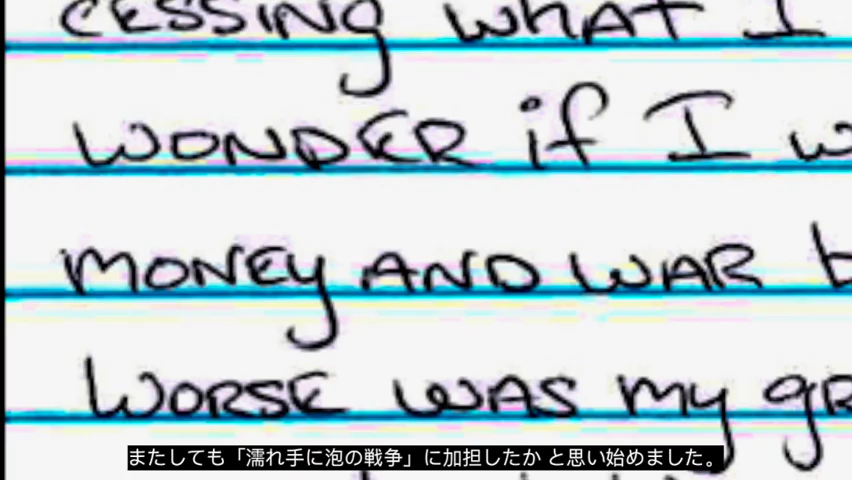 CESSING WHAT I
WONDER if I W
MONEY AND WAR b
WORSE WAS MY GR
またしても「濡れ手に泡の戦争」に加担したか と思い始めました。